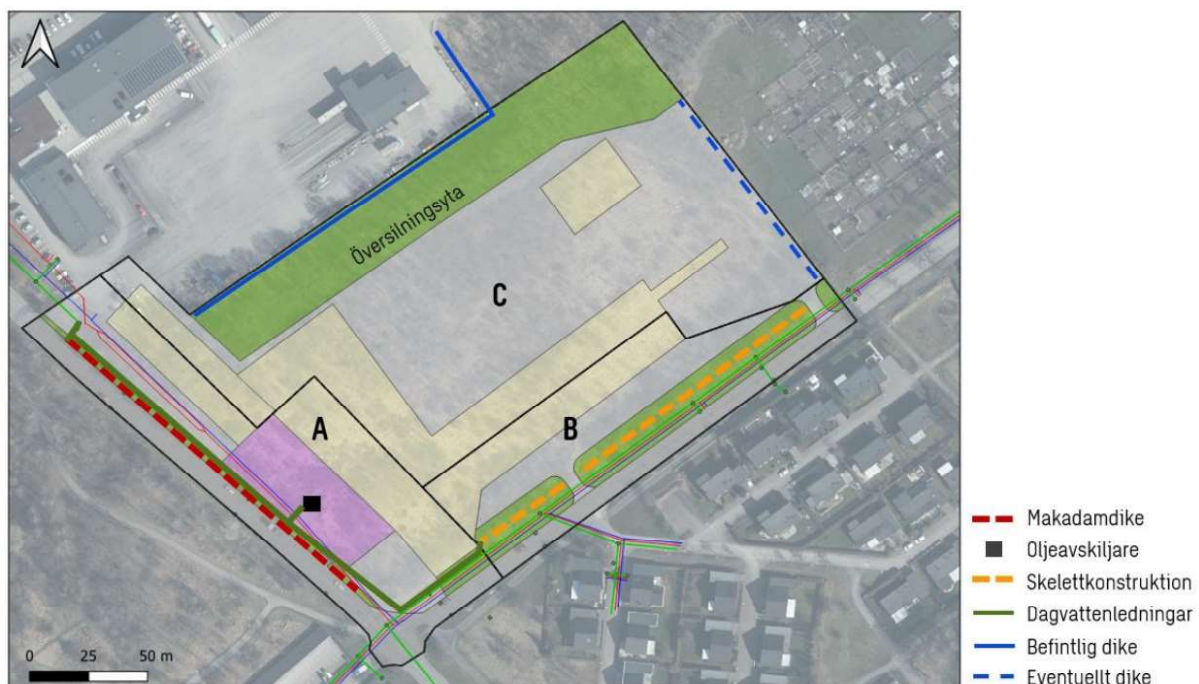 Översilningsyta
C
A
B
0 25 50 m
Makadamdike
Oljeavskiljare
Skelettkonstruktion
Dagvattenledningar
Befintlig dike
Eventuellt dike